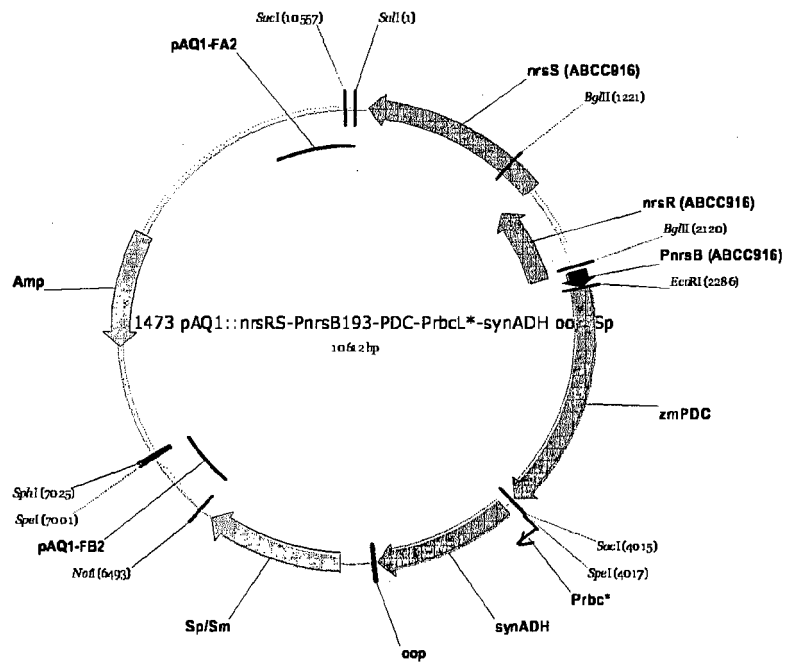 SacI (10557)
SalI (1)
pAQ1-FA2
nrsS (ABCC916)
BglII (1221)
nrsR (ABCC916)
BglII (2120)
PnrsB (ABCC916)
EcoRI (2286)
Amp
1473 pAQ1::nrsRS-PnrsB193-PDC-PrbcL*-synADH oop Sp
10612 bp
zmPDC
SphI (7025)
SpeI (7001)
pAQ1-FB2
NotI (6493)
SacI (4015)
SpeI (4017)
Prbc*
Sp/Sm
synADH
oop